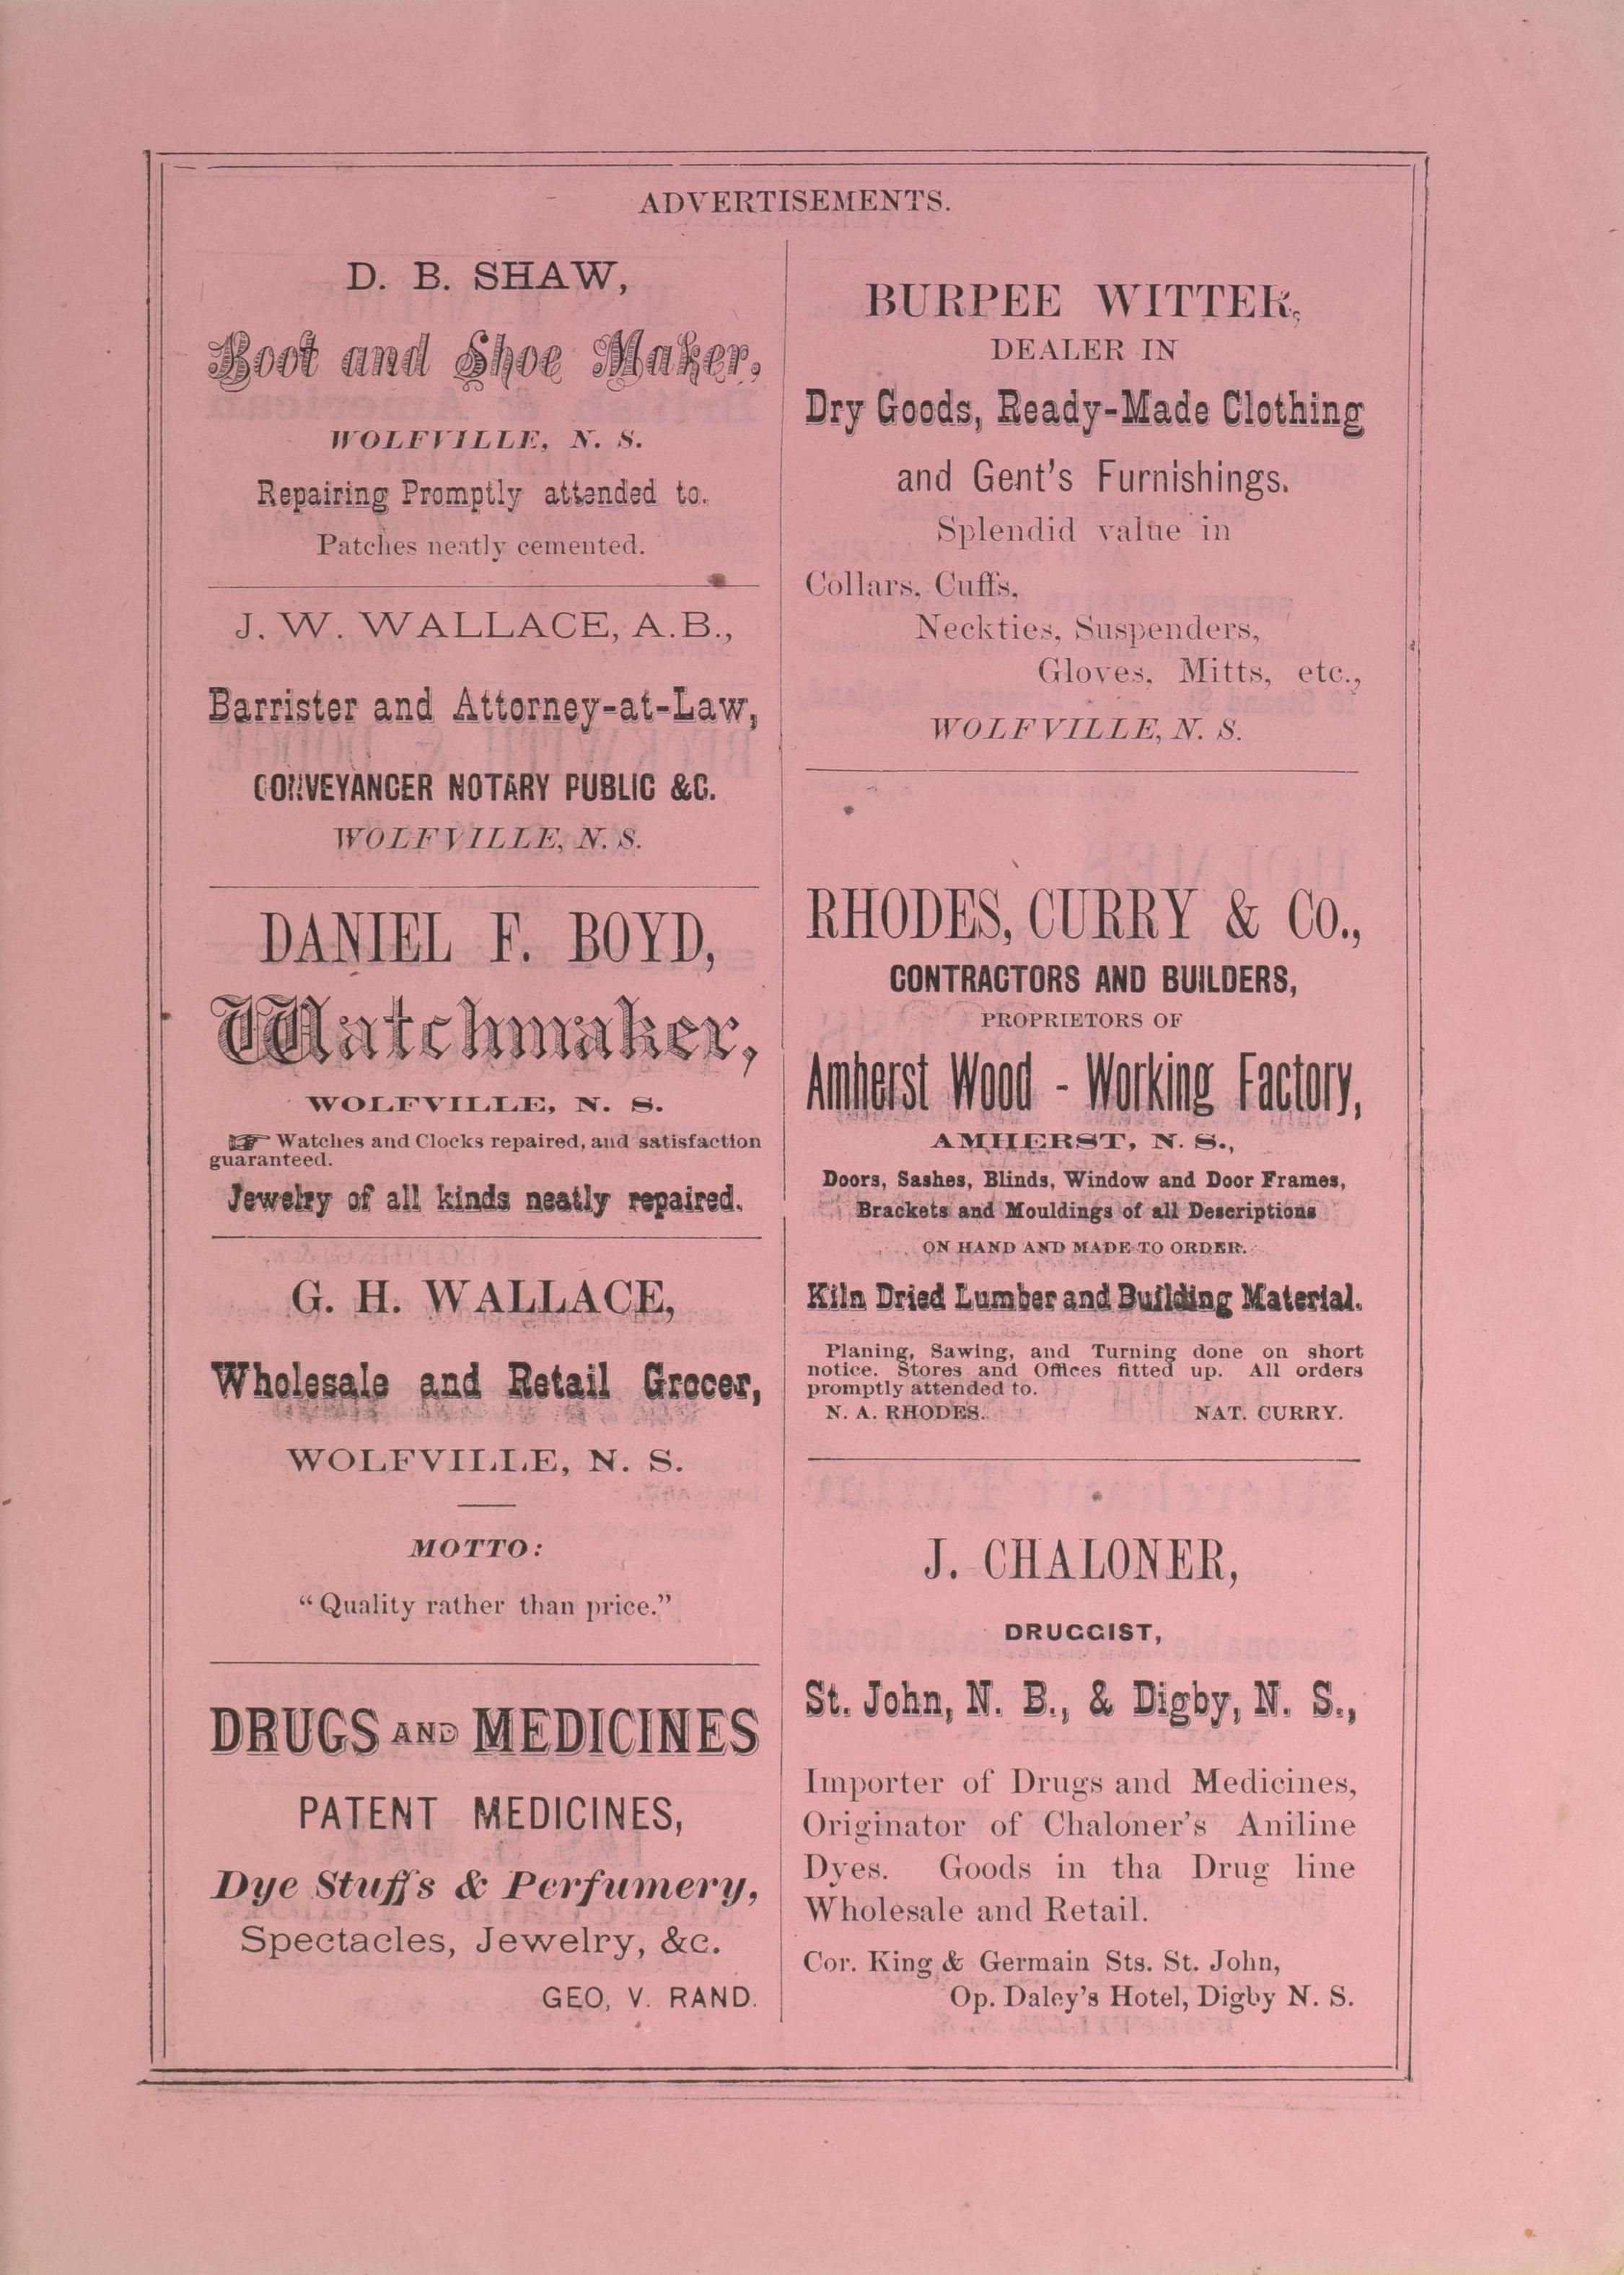 ADVERTISEMENTS.
D. B. SHAW,
Boot and Shoe Maker,
WOLFVILLE, N. S.
Repairing Promptly attended to.
Patches neatly cemented.
J. W. WALLACE, A.B.,
Barrister and Attorney-at-Law,
CONVEYANCER NOTARY PUBLIC &C.
WOLFVILLE, N. S.
DANIEL F. BOYD,
Watchmaker,
WOLFVILLE, N. S.
☞ Watches and Clocks repaired, and satisfaction
guaranteed.
Jewelry of all kinds neatly repaired.
G. H. WALLACE,
Wholesale and Retail Grocer,
WOLFVILLE, N. S.
MOTTO:
"Quality rather than price."
DRUGS AND MEDICINES
PATENT MEDICINES,
Dye Stuffs & Perfumery,
Spectacles, Jewelry, &c.
GEO, V. RAND.
BURPEE WITTER,
DEALER IN
Dry Goods, Ready-Made Clothing
and Gent's Furnishings.
Splendid value in
Collars, Cuffs,
Neckties, Suspenders,
Gloves, Mitts, etc.,
WOLFVILLE, N. S.
RHODES, CURRY & Co.,
CONTRACTORS AND BUILDERS,
PROPRIETORS OF
Amherst Wood - Working Factory,
AMHERST, N. S.,
Doors, Sashes, Blinds, Window and Door Frames,
Brackets and Mouldings of all Descriptions
ON HAND AND MADE TO ORDER.
Kiln Dried Lumber and Building Material.
Planing, Sawing, and Turning done on short
notice. Stores and Offices fitted up. All orders
promptly attended to.
N. A. RHODES. NAT. CURRY.
J. CHALONER,
DRUGGIST,
St. John, N. B., & Digby, N. S.,
Importer of Drugs and Medicines,
Originator of Chaloner's Aniline
Dyes. Goods in tha Drug line
Wholesale and Retail.
Cor. King & Germain Sts. St. John,
Op. Daley's Hotel, Digby N. S.